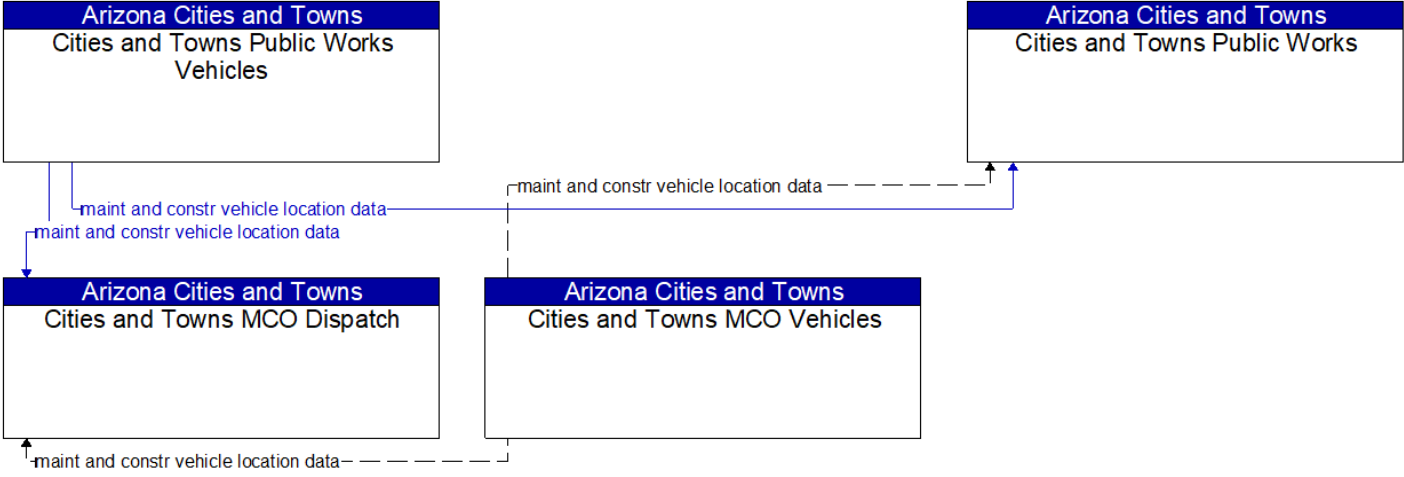 Arizona Cities and Towns
Cities and Towns Public Works
Vehicles
Arizona Cities and Towns
Cities and Towns Public Works
maint and constr vehicle location data
maint and constr vehicle location data
maint and constr vehicle location data
Arizona Cities and Towns
Cities and Towns MCO Dispatch
Arizona Cities and Towns
Cities and Towns MCO Vehicles
maint and constr vehicle location data